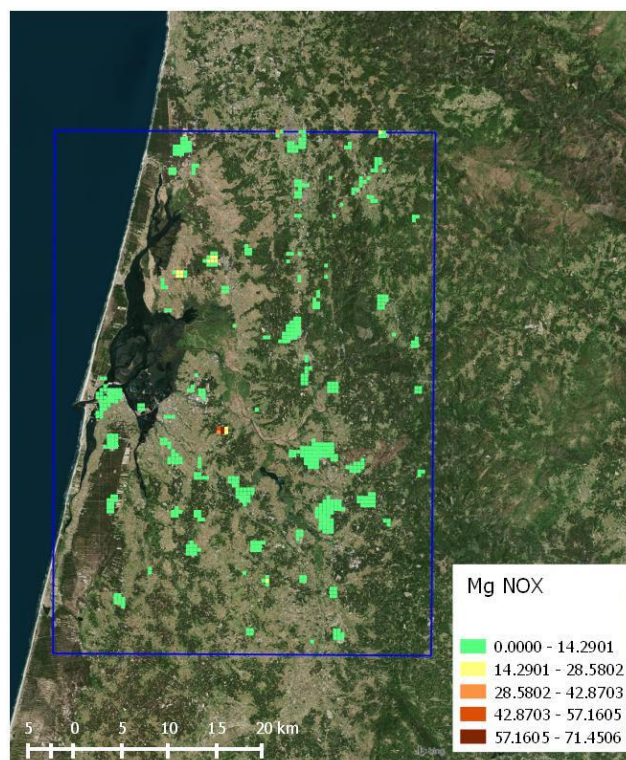 Mg NOX
0.0000 - 14.2901
14.2901 - 28.5802
28.5802 - 42.8703
42.8703 - 57.1605
57.1605 - 71.4506
5 0 5 10 15 20 km